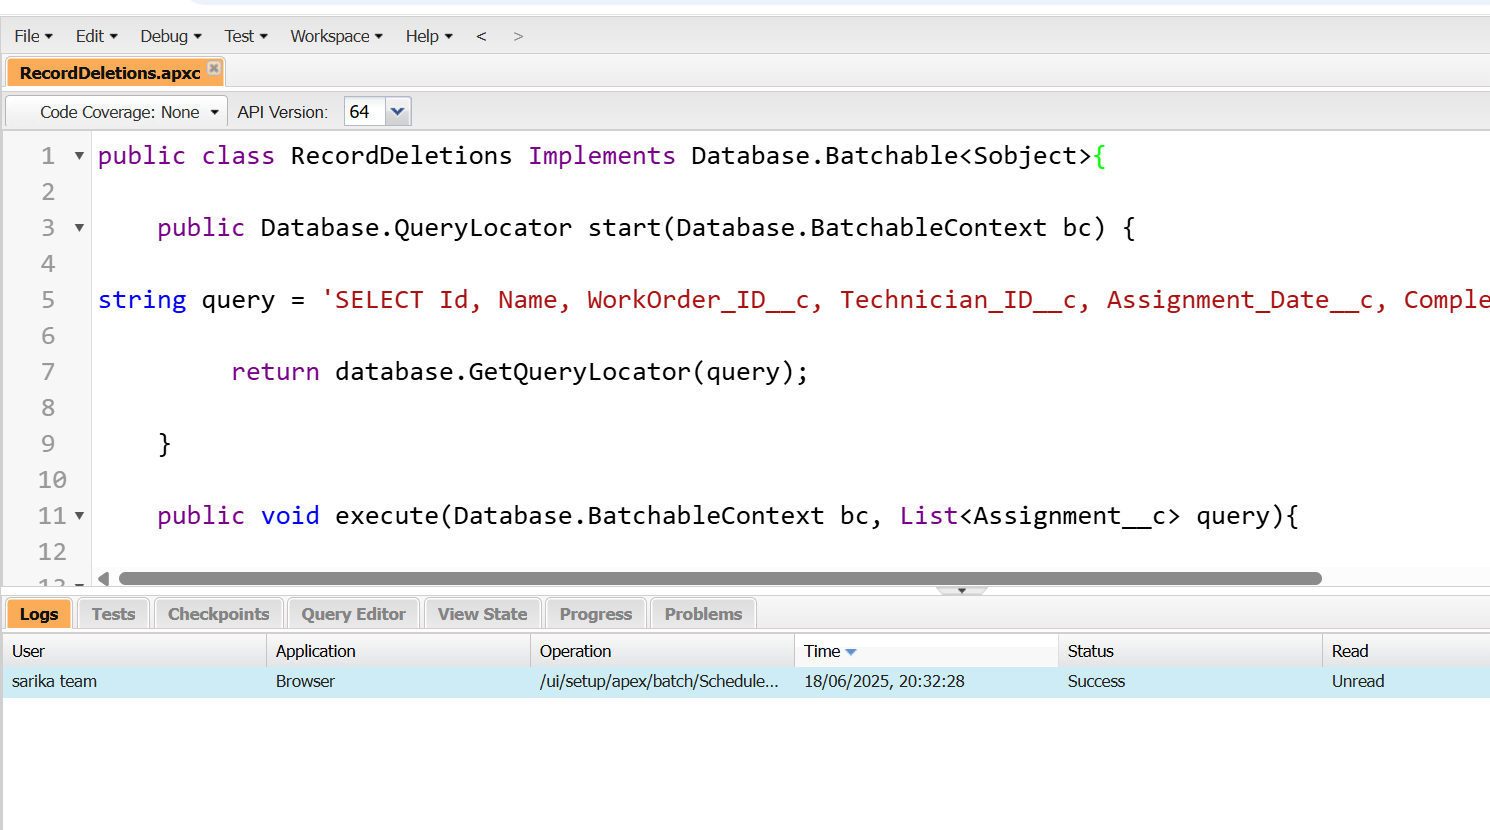 File Edit Debug Test Workspace Help < >
RecordDeletions.apxc
Code Coverage: None API Version: 64
1 public class RecordDeletions Implements Database.Batchable<Sobject>{
2
3 public Database.QueryLocator start(Database.BatchableContext bc) {
4
5 string query = 'SELECT Id, Name, WorkOrder_ID__c, Technician_ID__c, Assignment_Date__c, Comple
6
7 return database.GetQueryLocator(query);
8
9 }
10
11 public void execute(Database.BatchableContext bc, List<Assignment__c> query){
12
Logs Tests Checkpoints Query Editor View State Progress Problems
User Application Operation Time Status Read
sarika team Browser /ui/setup/apex/batch/Schedule... 18/06/2025, 20:32:28 Success Unread